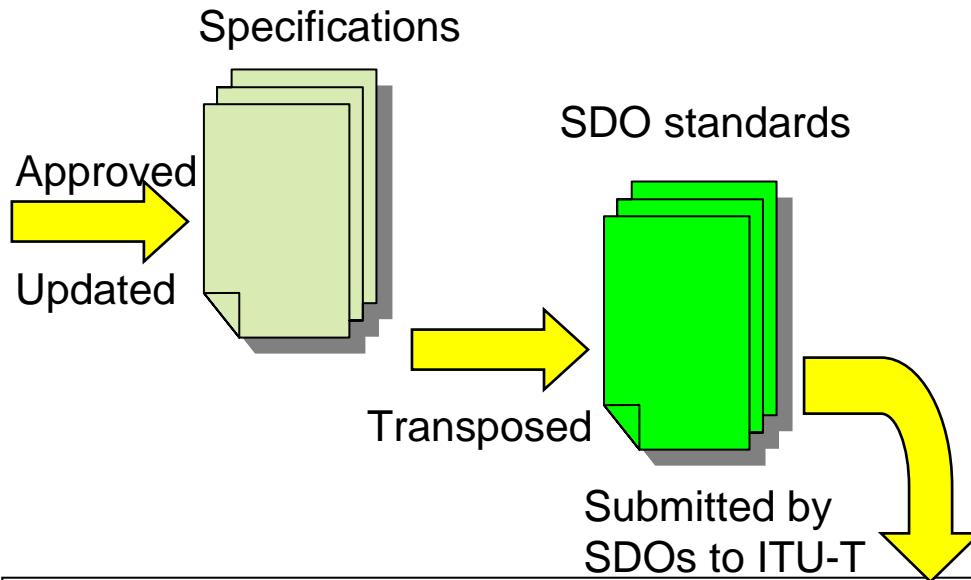 Specifications
SDO standards
Approved
Updated
Transposed
Submitted by
SDOs to ITU-T